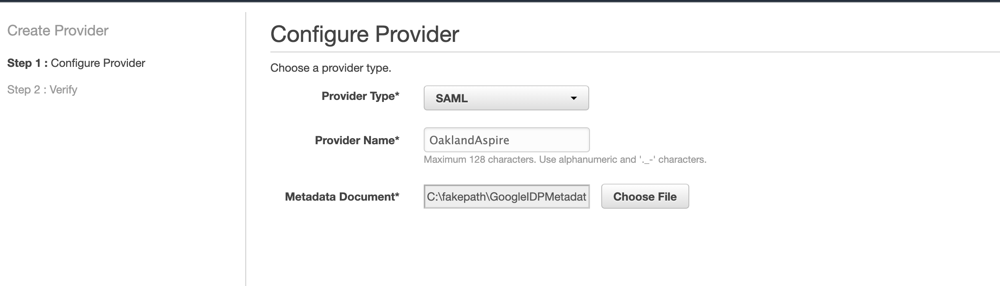 Create Provider
Step 1 : Configure Provider
Step 2 : Verify
Configure Provider
Choose a provider type.
Provider Type* SAML
Provider Name* OaklandAspire
Maximum 128 characters. Use alphanumeric and '._-' characters.
Metadata Document* C:\fakepath\GoogleIDPMetadat Choose File